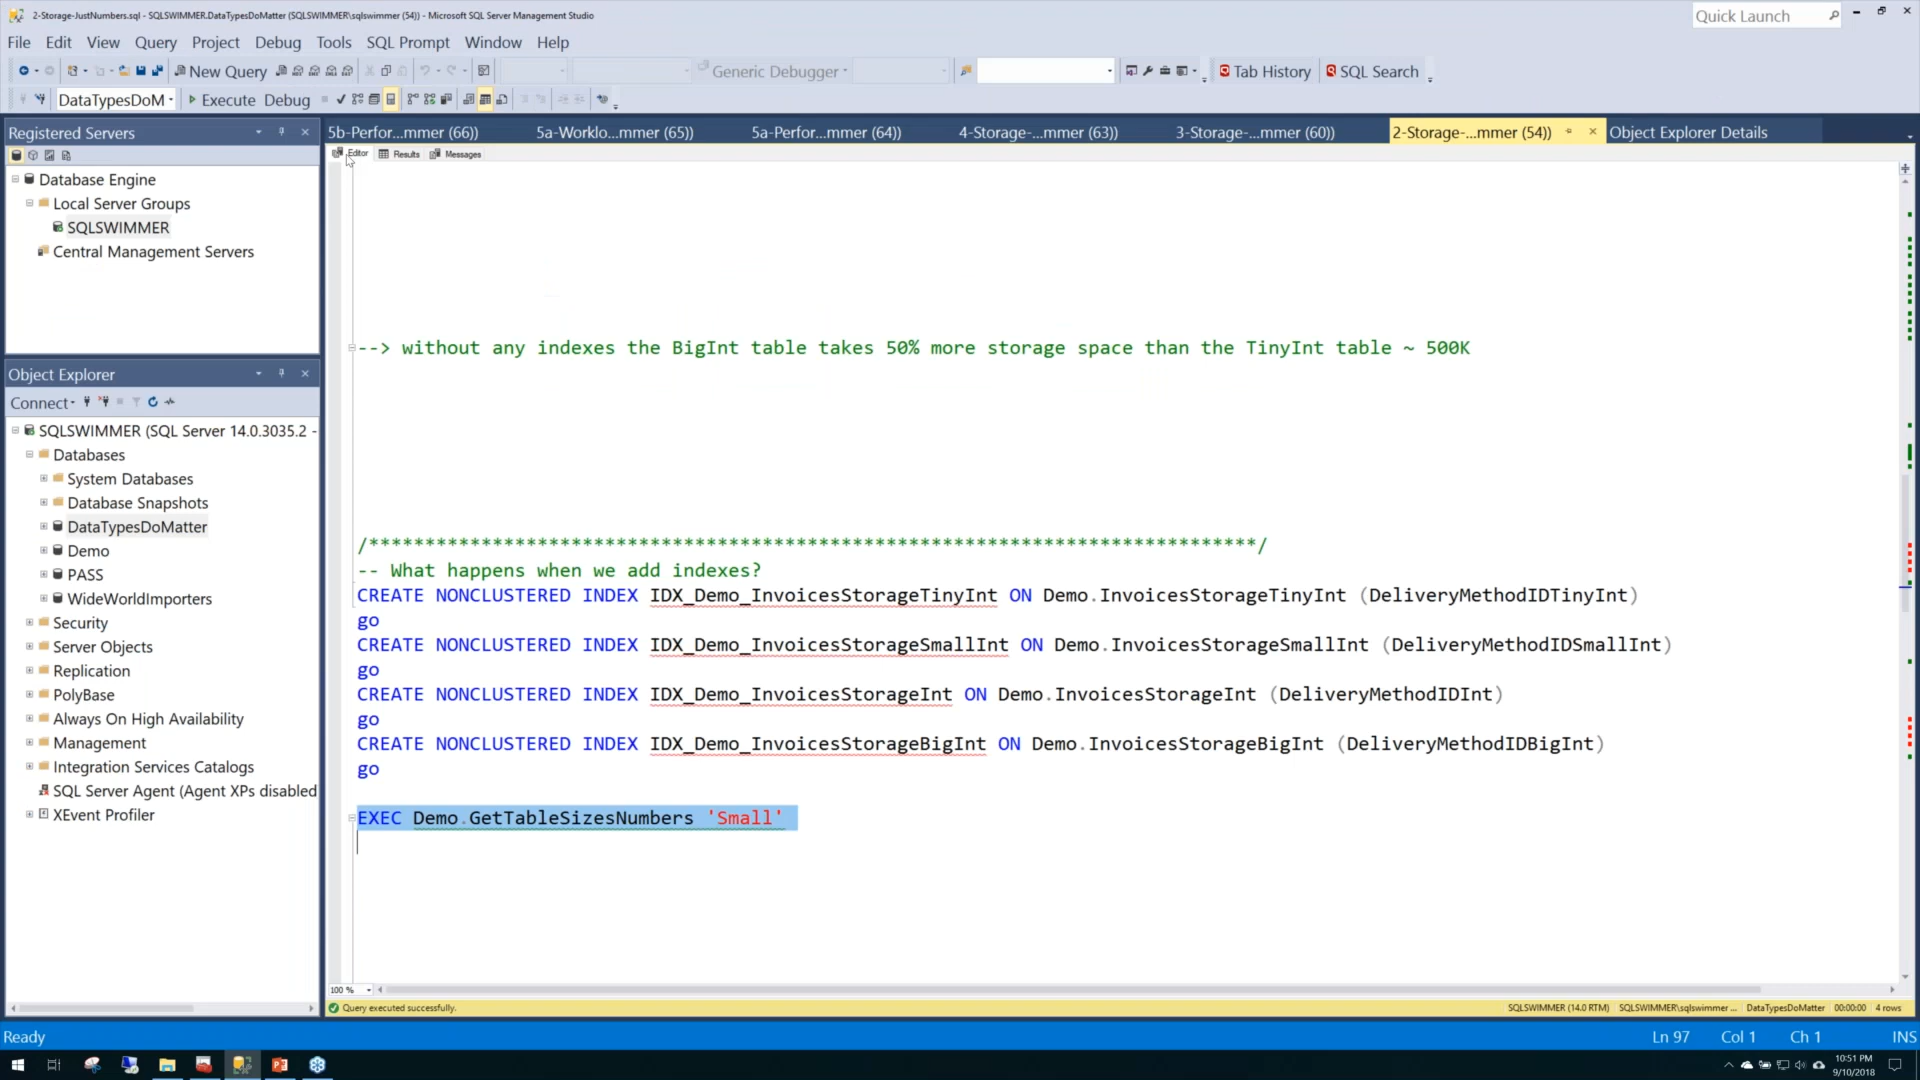 2-Storage-JustNumbers.sql - SQLSWIMMER.DataTypesDoMatter (SQLSWIMMER\sqlswimmer (54)) - Microsoft SQL Server Management Studio
Quick Launch
File Edit View Query Project Debug Tools SQL Prompt Window Help
New Query Generic Debugger Tab History SQL Search
DataTypesDoM Execute Debug
Registered Servers
5b-Perfor...mmer (66)) 5a-Worklo...mmer (65)) 5a-Perfor...mmer (64)) 4-Storage-...mmer (63)) 3-Storage-...mmer (60)) 2-Storage-...mmer (54)) Object Explorer Details
Editor Results Messages
Database Engine
Local Server Groups
SQLSWIMMER
Central Management Servers
--> without any indexes the BigInt table takes 50% more storage space than the TinyInt table ~ 500K
Object Explorer
Connect
SQLSWIMMER (SQL Server 14.0.3035.2 -
Databases
System Databases
Database Snapshots
DataTypesDoMatter
Demo
PASS
WideWorldImporters
Security
Server Objects
Replication
PolyBase
Always On High Availability
Management
Integration Services Catalogs
SQL Server Agent (Agent XPs disabled
XEvent Profiler
/*******************************************************************************/
-- What happens when we add indexes?
CREATE NONCLUSTERED INDEX IDX_Demo_InvoicesStorageTinyInt ON Demo.InvoicesStorageTinyInt (DeliveryMethodIDTinyInt)
go
CREATE NONCLUSTERED INDEX IDX_Demo_InvoicesStorageSmallInt ON Demo.InvoicesStorageSmallInt (DeliveryMethodIDSmallInt)
go
CREATE NONCLUSTERED INDEX IDX_Demo_InvoicesStorageInt ON Demo.InvoicesStorageInt (DeliveryMethodIDInt)
go
CREATE NONCLUSTERED INDEX IDX_Demo_InvoicesStorageBigInt ON Demo.InvoicesStorageBigInt (DeliveryMethodIDBigInt)
go
EXEC Demo.GetTableSizesNumbers 'Small'
100 %
Query executed successfully. SQLSWIMMER (14.0 RTM) SQLSWIMMER\sqlswimmer ... DataTypesDoMatter 00:00:00 4 rows
Ready Ln 97 Col 1 Ch 1 INS
10:51 PM
9/10/2018